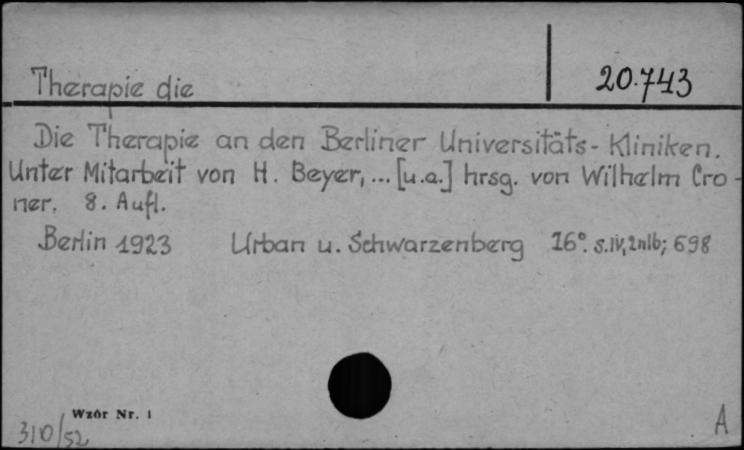 Therapie die 20.743
Die Therapie an den Berliner Universitäts-Kliniken.
Unter Mitarbeit von H. Beyer,... [u.a.] hrsg. von Wilhelm Cro-
ner. 8. Aufl.
Berlin 1923 Urban u. Schwarzenberg 16°. s.IV, 2nlb; 698
Wzór Nr. 1
310/52 A